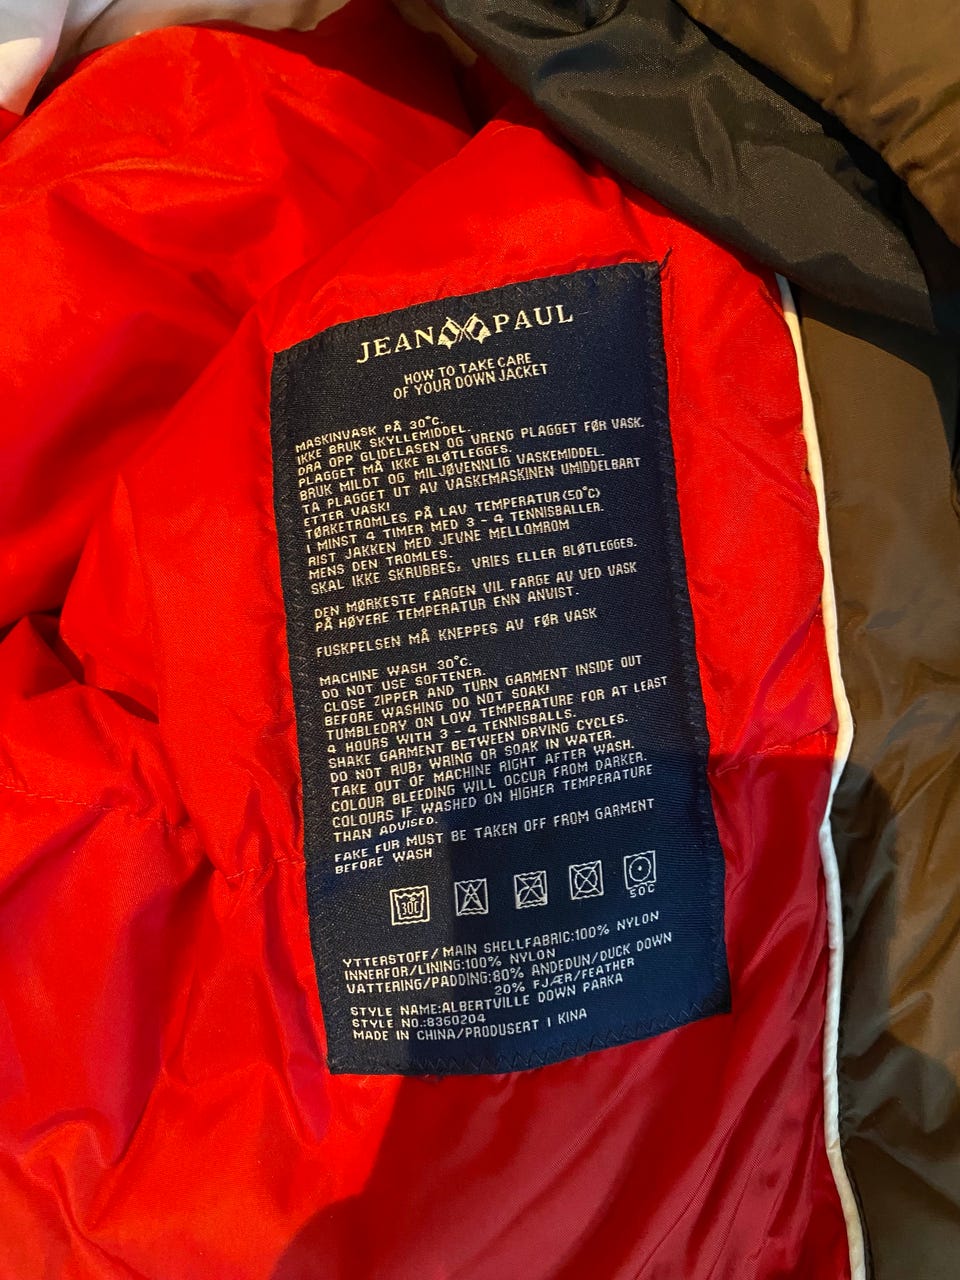 JEAN PAUL
HOW TO TAKE CARE
OF YOUR DOWN JACKET
MASKINVASK PÅ 30°C.
IKKE BRUK SKYLLEMIDDEL.
DRA OPP GLIDELASEN OG VRENG PLAGGET FØR VASK.
PLAGGET MÅ IKKE BLØTLEGGES.
BRUK MILDT OG MILJØVENNLIG VASKEMIDDEL.
TA PLAGGET UT AV VASKEMASKINEN UMIDDELBART
ETTER VASK!
TØRKETROMLES PÅ LAV TEMPERATUR(50°C)
I MINST 4 TIMER MED 3 - 4 TENNISBALLER.
RIST JAKKEN MED JEVNE MELLOMROM
MENS DEN TROMLES.
SKAL IKKE SKRUBBES, VRIES ELLER BLØTLEGGES.
DEN MØRKESTE FARGEN VIL FARGE AV VED VASK
PÅ HØYERE TEMPERATUR ENN ANVIST.
FUSKPELSEN MÅ KNEPPES AV FØR VASK
MACHINE WASH 30°C.
DO NOT USE SOFTENER.
CLOSE ZIPPER AND TURN GARMENT INSIDE OUT
BEFORE WASHING DO NOT SOAK!
TUMBLEDRY ON LOW TEMPERATURE FOR AT LEAST
4 HOURS WITH 3 - 4 TENNISBALLS.
SHAKE GARMENT BETWEEN DRYING CYCLES.
DO NOT RUB, WRING OR SOAK IN WATER.
TAKE OUT OF MACHINE RIGHT AFTER WASH.
COLOUR BLEEDING WILL OCCUR FROM DARKER.
COLOURS IF WASHED ON HIGHER TEMPERATURE
THAN ADVISED.
FAKE FUR MUST BE TAKEN OFF FROM GARMENT
BEFORE WASH
30C
50C
YTTERSTOFF/MAIN SHELLFABRIC:100% NYLON
INNERFOR/LINING:100% NYLON
VATTERING/PADDING:80% ANDEDUN/DUCK DOWN
20% FJÆR/FEATHER
STYLE NAME:ALBERTVILLE DOWN PARKA
STYLE NO.:8360204
MADE IN CHINA/PRODUSERT I KINA